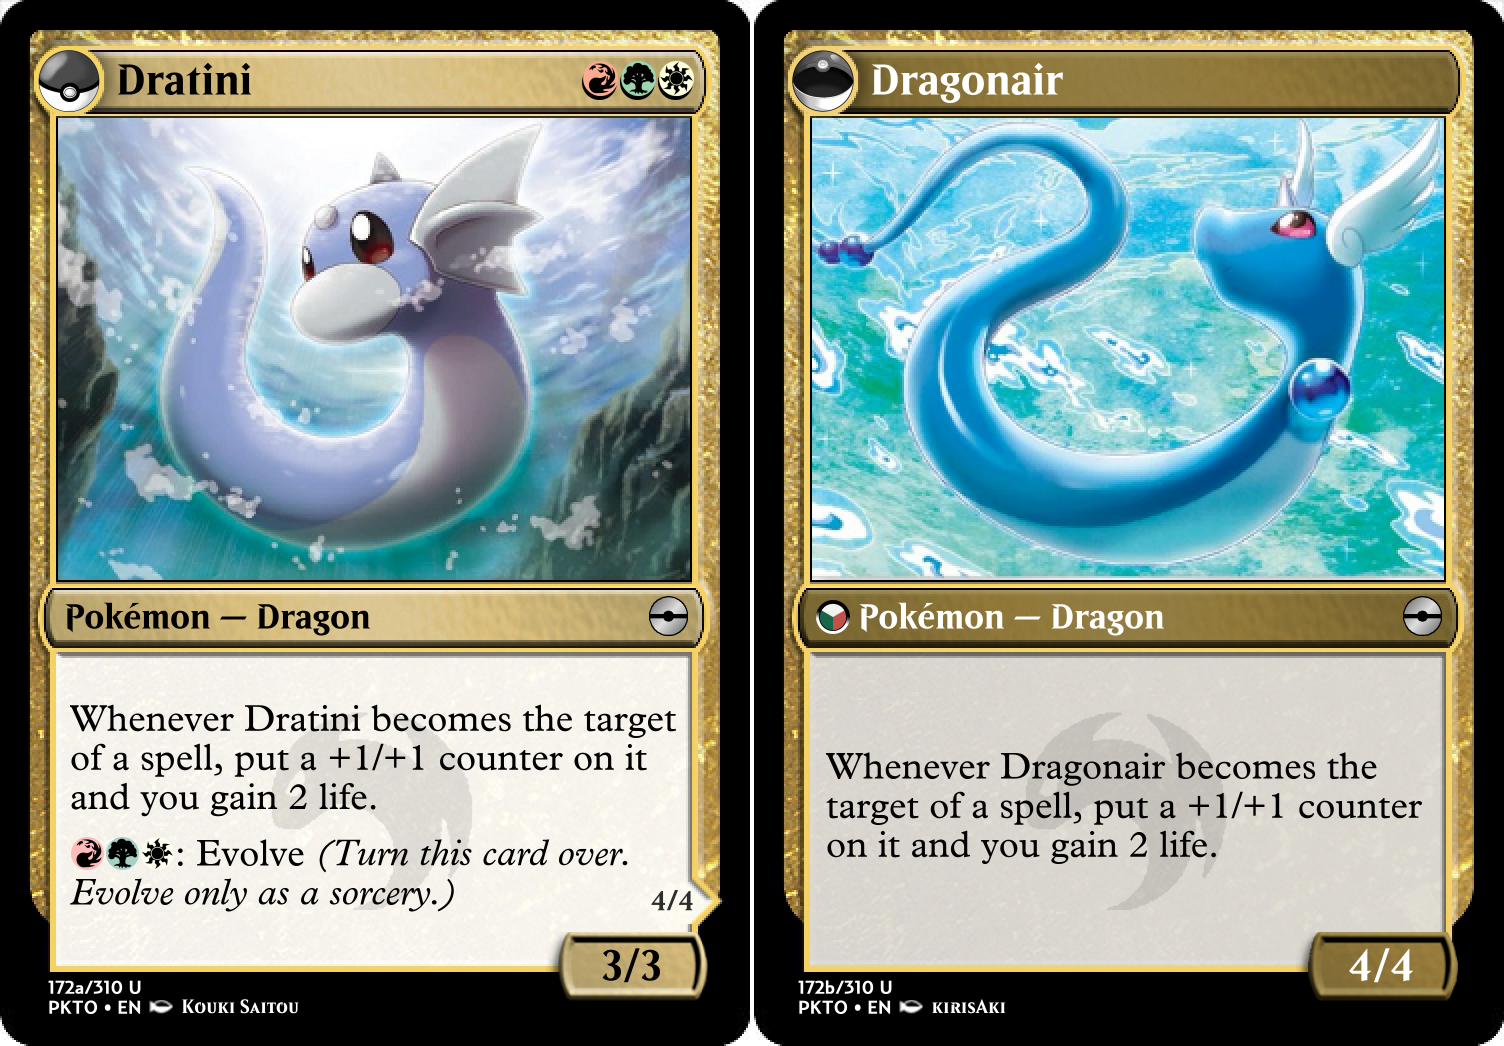 Dratini
Pokémon — Dragon
Whenever Dratini becomes the target
of a spell, put a +1/+1 counter on it
and you gain 2 life.
: Evolve (Turn this card over.
Evolve only as a sorcery.)
4/4
3/3
172a/310 U
PKTO • EN Kouki Saitou
Dragonair
Pokémon — Dragon
Whenever Dragonair becomes the
target of a spell, put a +1/+1 counter
on it and you gain 2 life.
4/4
172b/310 U
PKTO • EN kirisAki